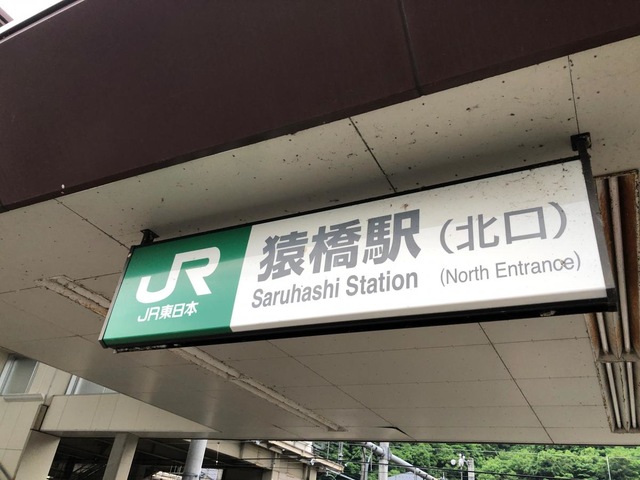 JR
JR東日本
猿橋駅(北口)
Saruhashi Station (North Entrance)